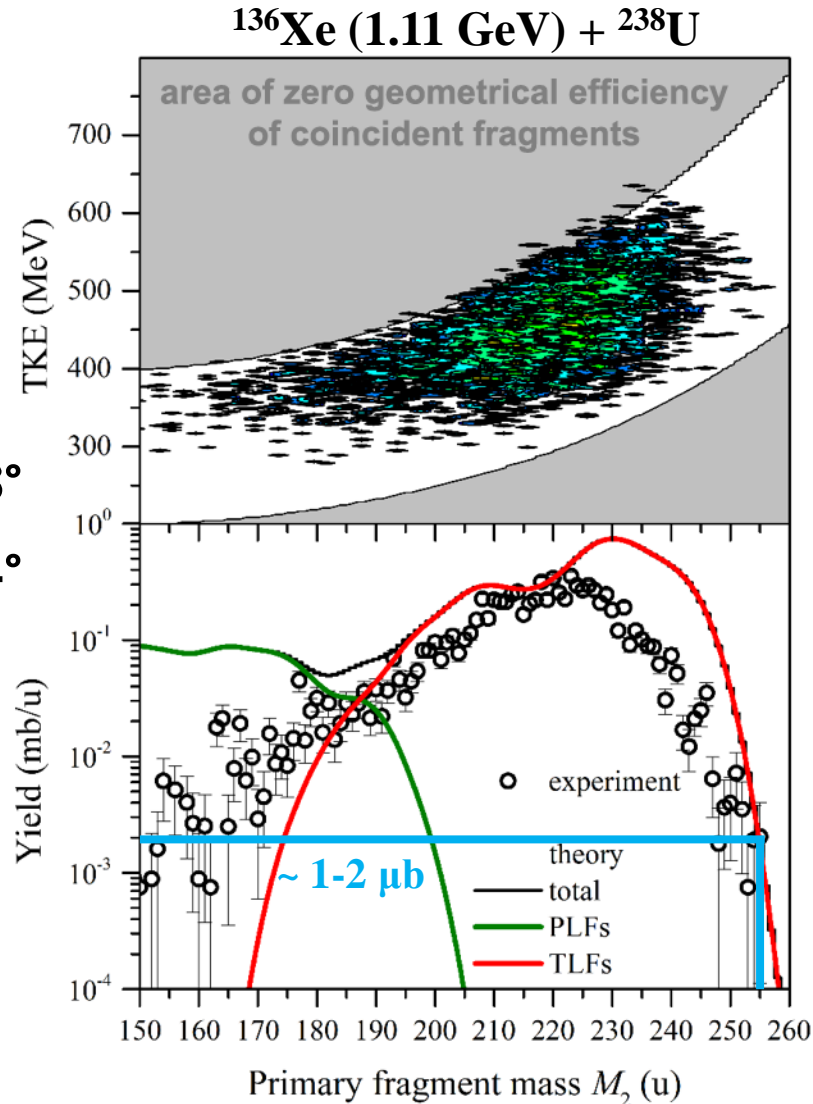 ¹³⁶Xe (1.11 GeV) + ²³⁸U
area of zero geometrical efficiency
of coincident fragments
TKE (MeV)
700
600
500
400
300
10⁰
10⁻¹
10⁻²
10⁻³
10⁻⁴
Yield (mb/u)
experiment
theory
total
PLFs
TLFs
~ 1-2 μb
150 160 170 180 190 200 210 220 230 240 250 260
Primary fragment mass M₂ (u)